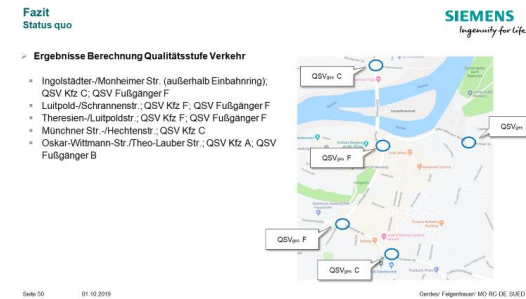 Fazit
Status quo
SIEMENS
Ingenuity for life
Ergebnisse Berechnung Qualitätsstufe Verkehr
Ingolstädter-/Monheimer Str. (außerhalb Einbahnring);
QSV Kfz C; QSV Fußgänger F
Luitpold-/Schrannenstr.; QSV Kfz F; QSV Fußgänger F
Theresien-/Luitpoldstr.; QSV Kfz F; QSV Fußgänger F
Münchner Str.-/Hechtenstr.; QSV Kfz C
Oskar-Wittmann-Str./Theo-Lauber Str.; QSV Kfz A; QSV
Fußgänger B
QSVges C
QSVges
QSVges F
QSVges F
QSVges C
Seite 50
01.10.2019
Gerdes/ Felgenhauer/ MO RC-DE SUED